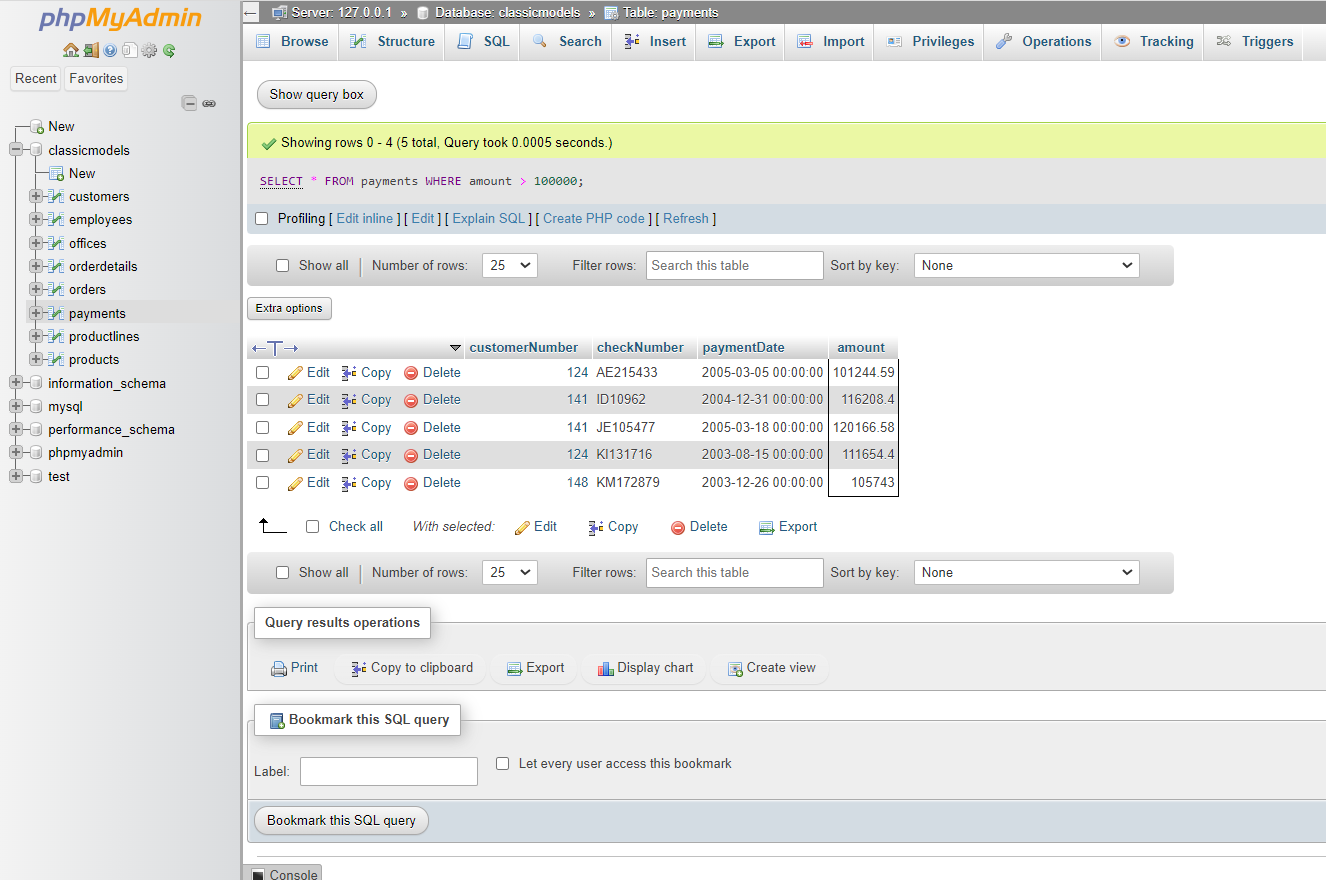 phpMyAdmin
Recent Favorites
New
classicmodels
New
customers
employees
offices
orderdetails
orders
payments
productlines
products
information_schema
mysql
performance_schema
phpmyadmin
test
Server: 127.0.0.1 » Database: classicmodels » Table: payments
Browse Structure SQL Search Insert Export Import Privileges Operations Tracking Triggers
Show query box
Showing rows 0 - 4 (5 total, Query took 0.0005 seconds.)
SELECT * FROM payments WHERE amount > 100000;
Profiling [ Edit inline ] [ Edit ] [ Explain SQL ] [ Create PHP code ] [ Refresh ]
Show all Number of rows: 25 Filter rows: Search this table Sort by key: None
Extra options
customerNumber checkNumber paymentDate amount
Edit Copy Delete 124 AE215433 2005-03-05 00:00:00 101244.59
Edit Copy Delete 141 ID10962 2004-12-31 00:00:00 116208.4
Edit Copy Delete 141 JE105477 2005-03-18 00:00:00 120166.58
Edit Copy Delete 124 KI131716 2003-08-15 00:00:00 111654.4
Edit Copy Delete 148 KM172879 2003-12-26 00:00:00 105743
Check all With selected: Edit Copy Delete Export
Show all Number of rows: 25 Filter rows: Search this table Sort by key: None
Query results operations
Print Copy to clipboard Export Display chart Create view
Bookmark this SQL query
Label: Let every user access this bookmark
Bookmark this SQL query
Console